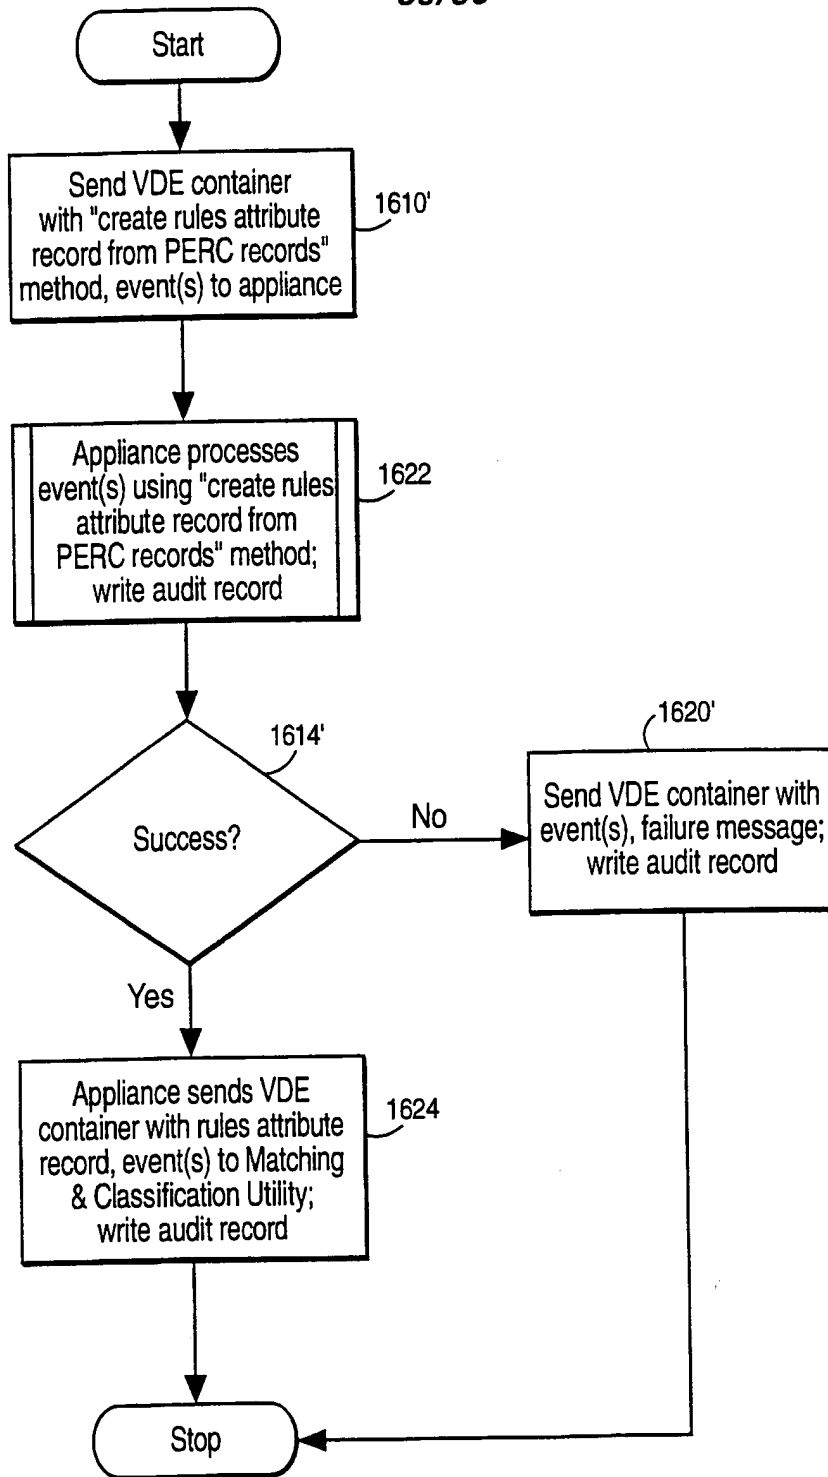 Start
Send VDE container
with "create rules attribute
record from PERC records"
method, event(s) to appliance
1610'
Appliance processes
event(s) using "create rules
attribute record from
PERC records" method;
write audit record
1622
1614'
Success?
No
1620'
Send VDE container with
event(s), failure message;
write audit record
Yes
Appliance sends VDE
container with rules attribute
record, event(s) to Matching
& Classification Utility;
write audit record
1624
Stop